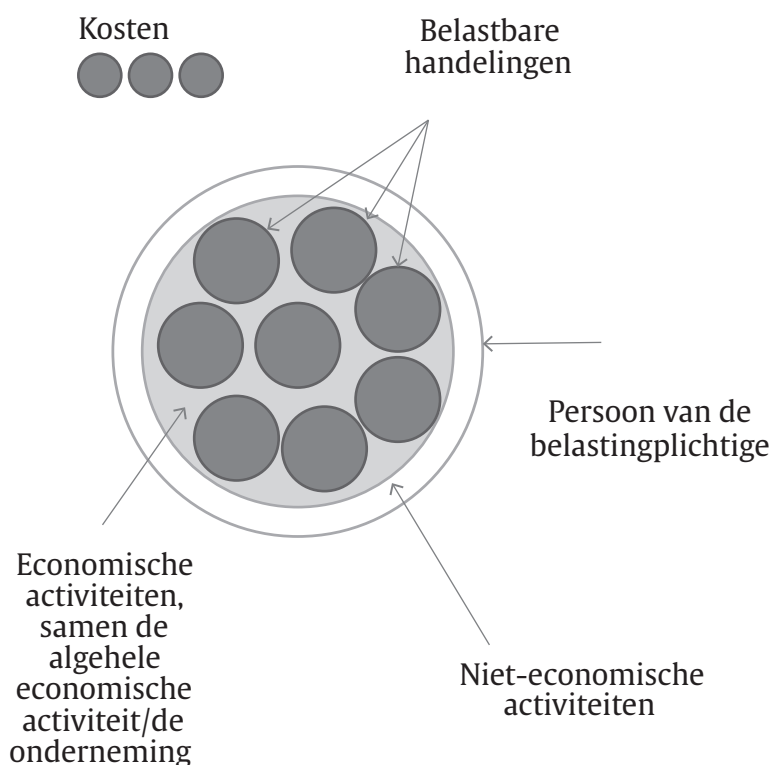 Kosten
Belastbare
handelingen
Persoon van de
belastingplichtige
Economische
activiteiten,
samen de
algehele
economische
activiteit/de
onderneming
Niet-economische
activiteiten